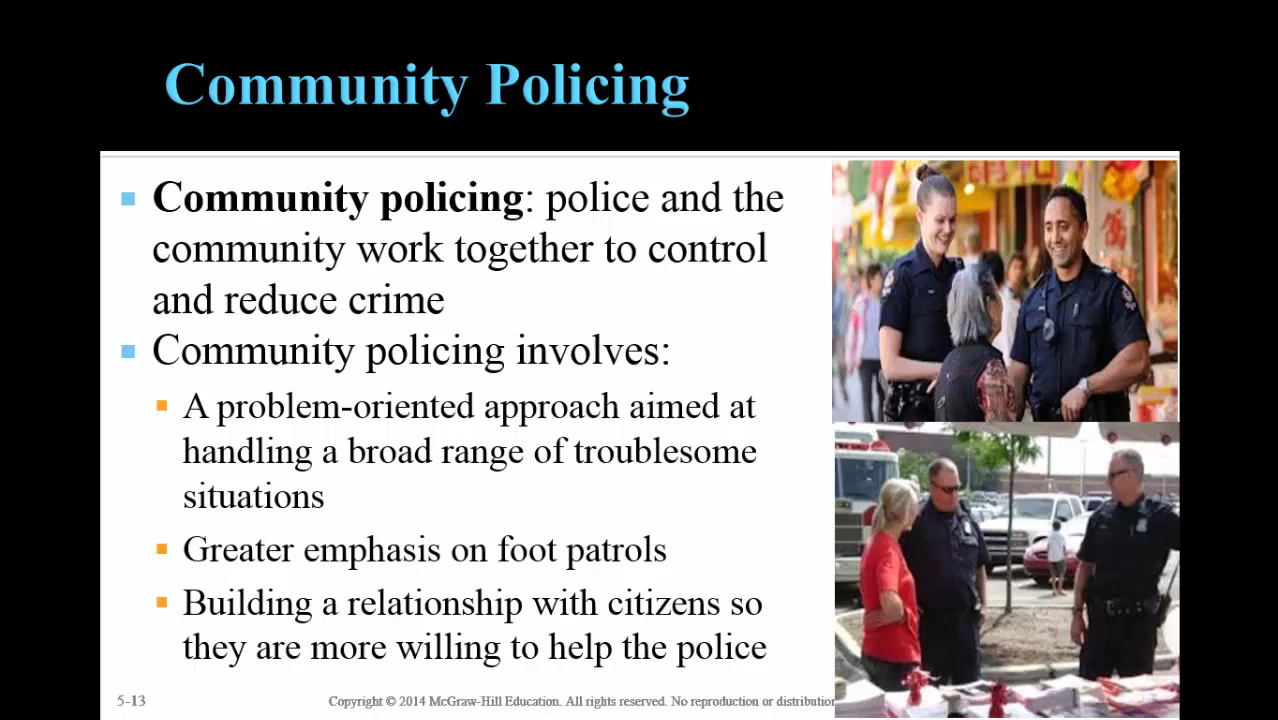 Community Policing
Community policing: police and the
community work together to control
and reduce crime
Community policing involves:
A problem-oriented approach aimed at
handling a broad range of troublesome
situations
Greater emphasis on foot patrols
Building a relationship with citizens so
they are more willing to help the police
5-13
Copyright © 2014 McGraw-Hill Education. All rights reserved. No reproduction or distribution